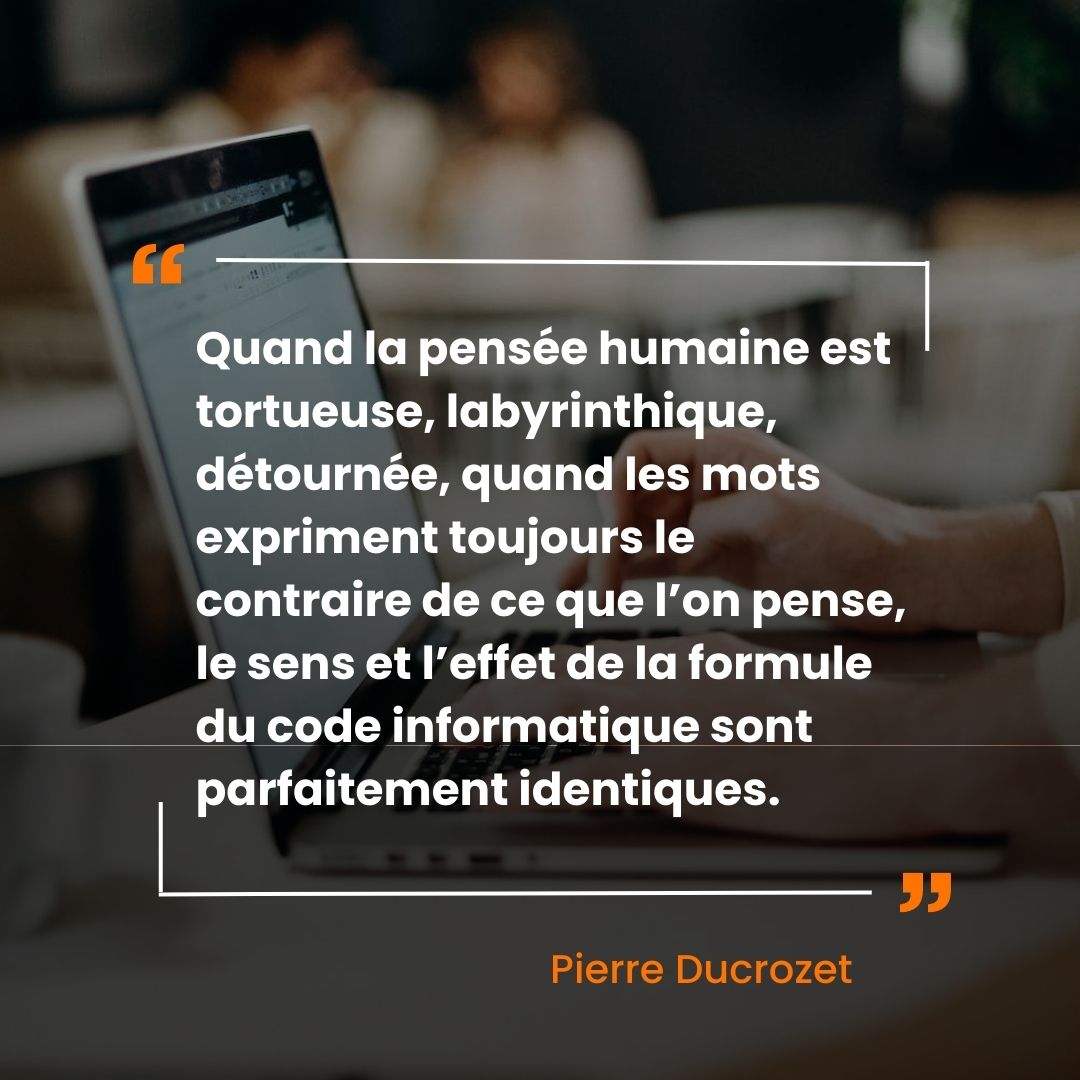 “
Quand la pensée humaine est
tortueuse, labyrinthique,
détournée, quand les mots
expriment toujours le
contraire de ce que l’on pense,
le sens et l’effet de la formule
du code informatique sont
parfaitement identiques.
”
Pierre Ducrozet